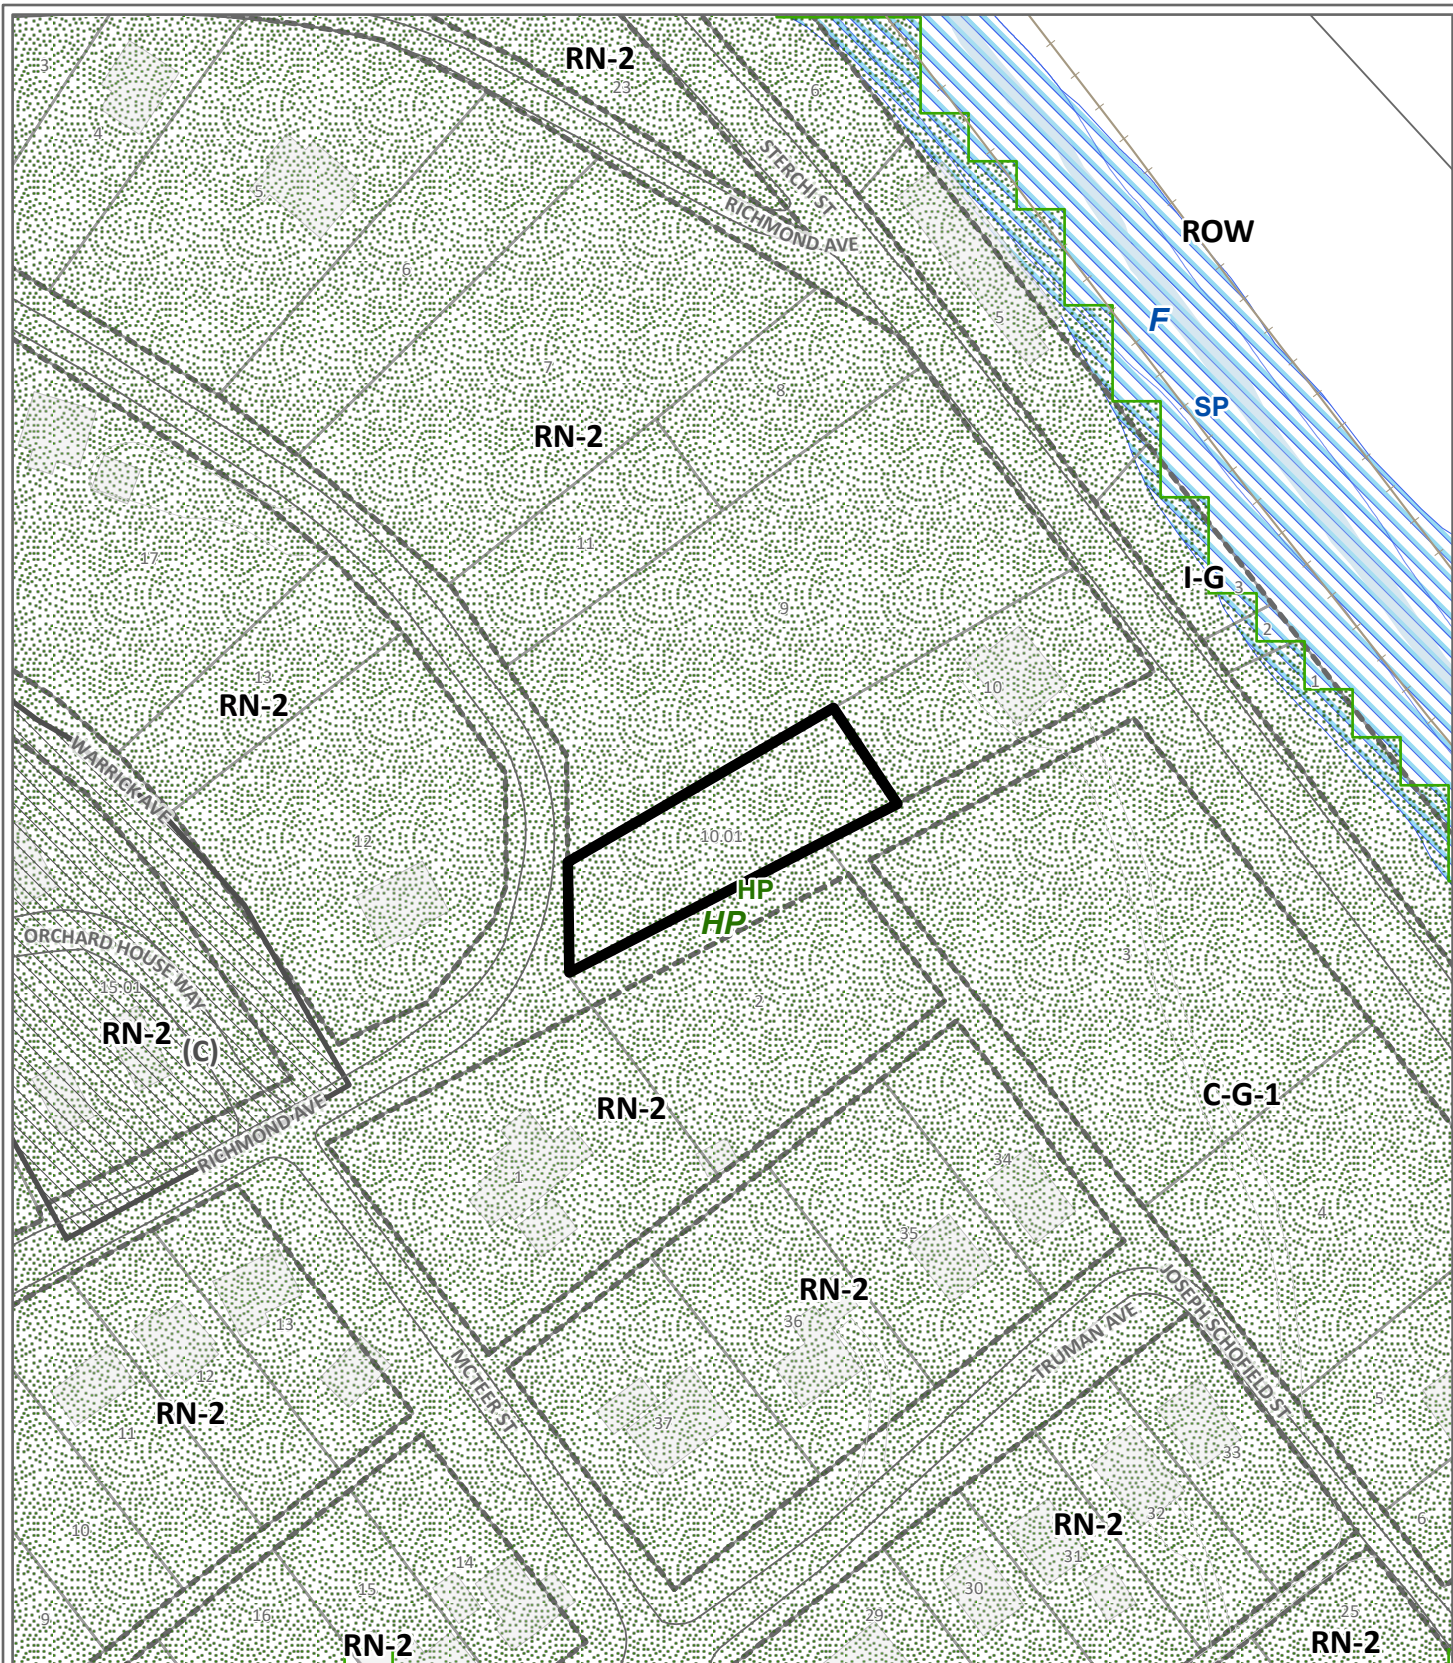 RN-2
3
23
6
4
STERCHI ST
5
RICHMOND AVE
ROW
6
5
F
7
8
SP
RN-2
11
17
I-G
3
9
2
13
RN-2
10
1
WARRICK AVE
12
10.01
HP
HP
ORCHARD HOUSE WAY
3
15.01
2
RN-2
(C)
C-G-1
RN-2
RICHMOND AVE
34
1
4
35
RN-2
JOSEPH SCHOFIELD ST
36
13
TRUMAN AVE
12
MCTEER ST
5
RN-2
37
11
33
32
6
RN-2
10
31
14
15
30
25
16
29
9
RN-2
RN-2